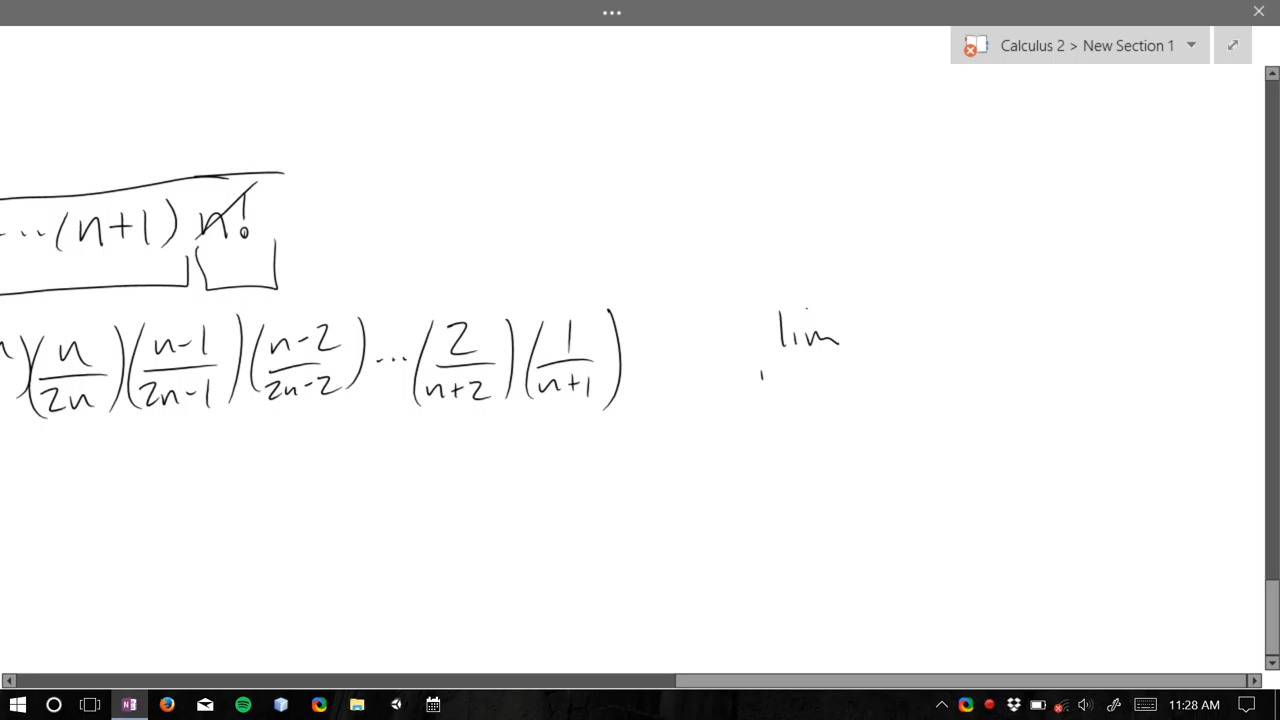 Calculus 2 > New Section 1
...(n+1) n!
(n/2n)((n-1)/(2n-1))((n-2)/(2n-2))...(2/(n+2))(1/(n+1))
lim
11:28 AM